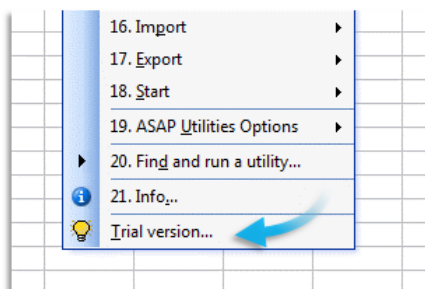 16. Import
17. Export
18. Start
19. ASAP Utilities Options
20. Find and run a utility...
21. Info...
Trial version...